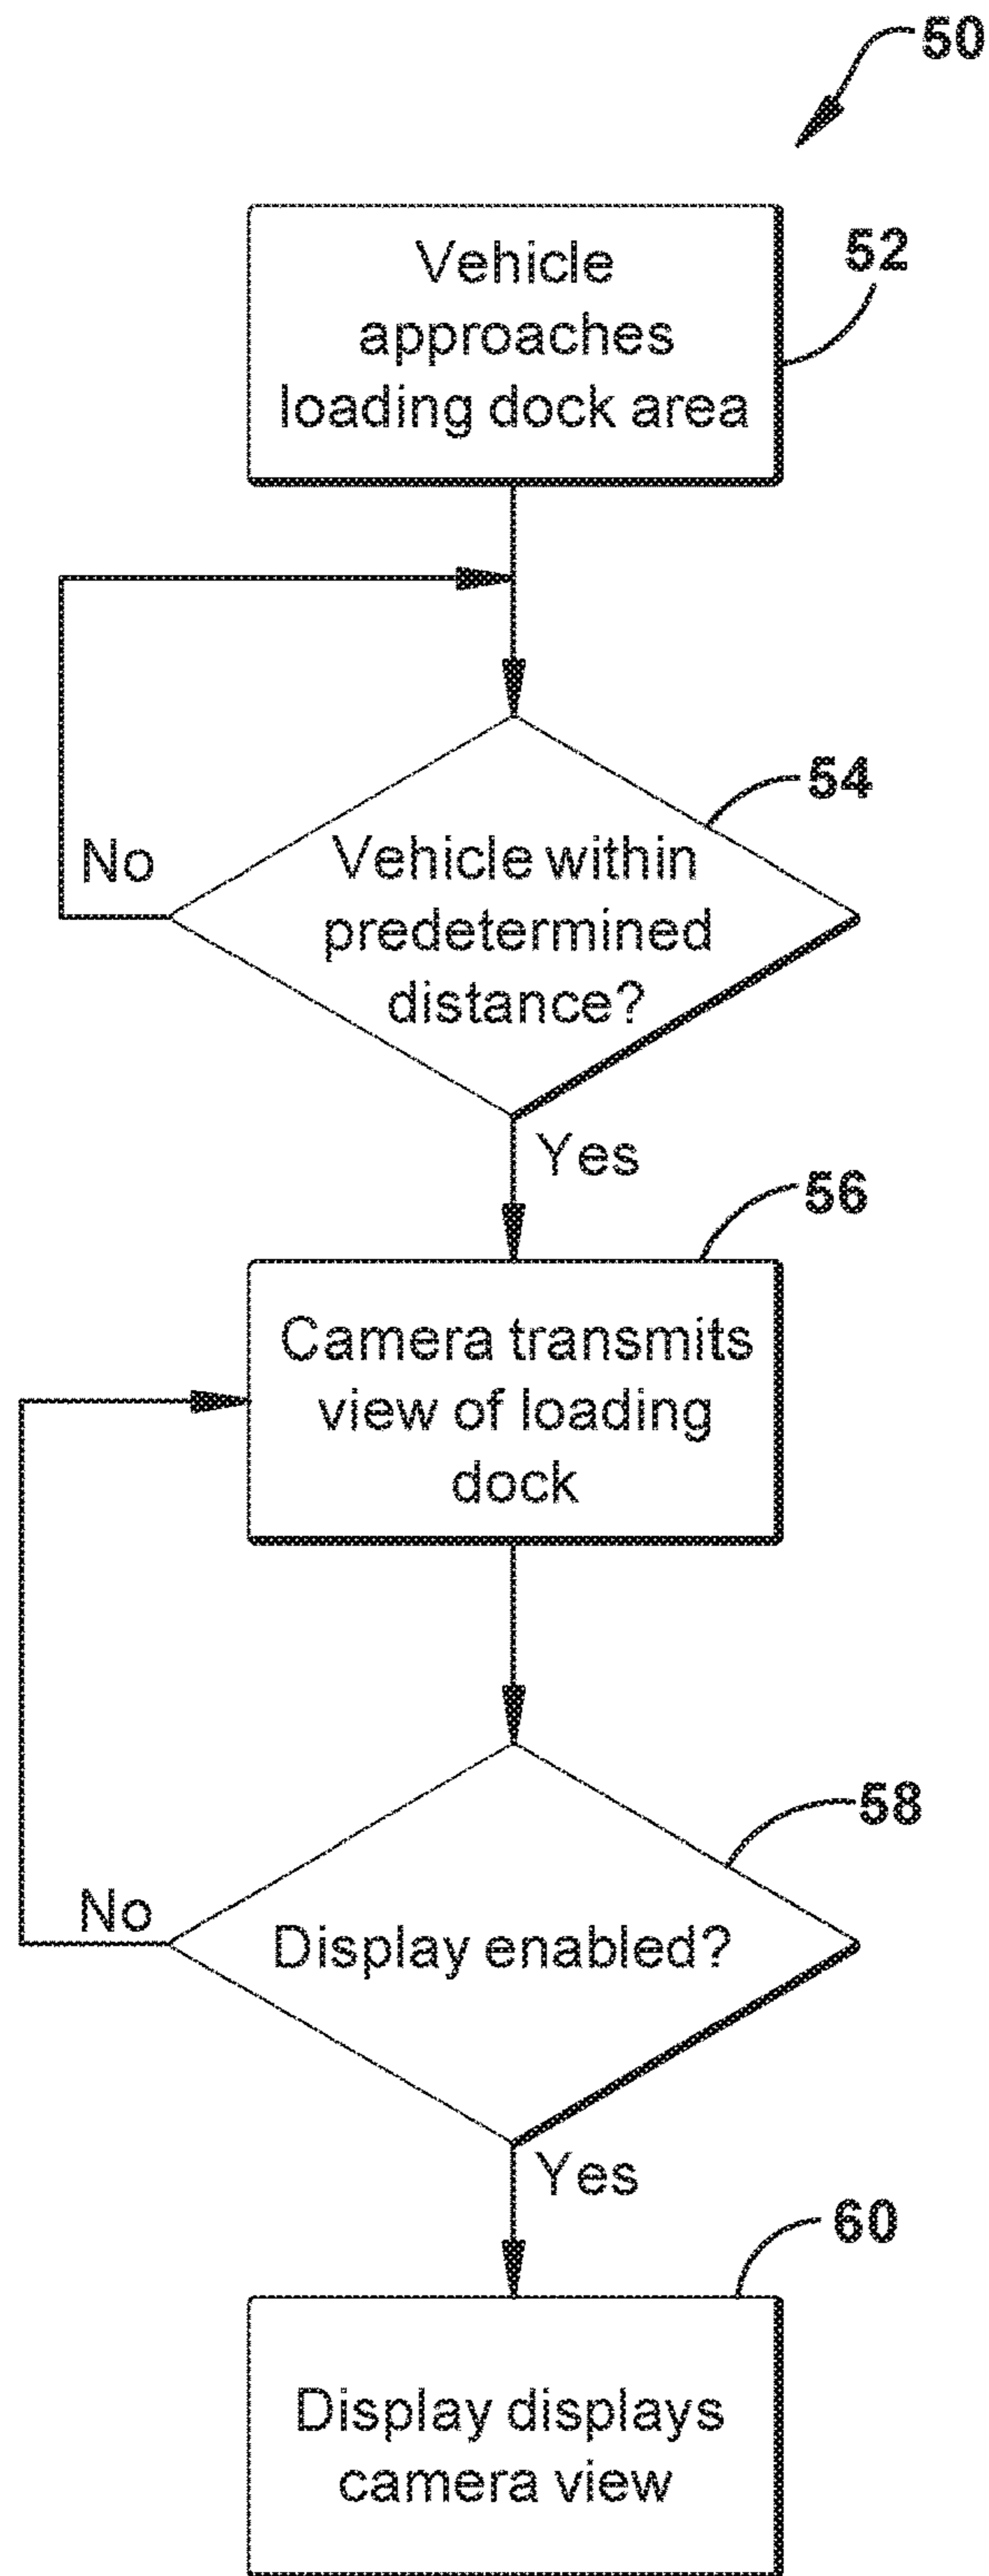 50
Vehicle
approaches
loading dock area
52
54
No
Vehicle within
predetermined
distance?
Yes
56
Camera transmits
view of loading
dock
58
No
Display enabled?
Yes
60
Display displays
camera view